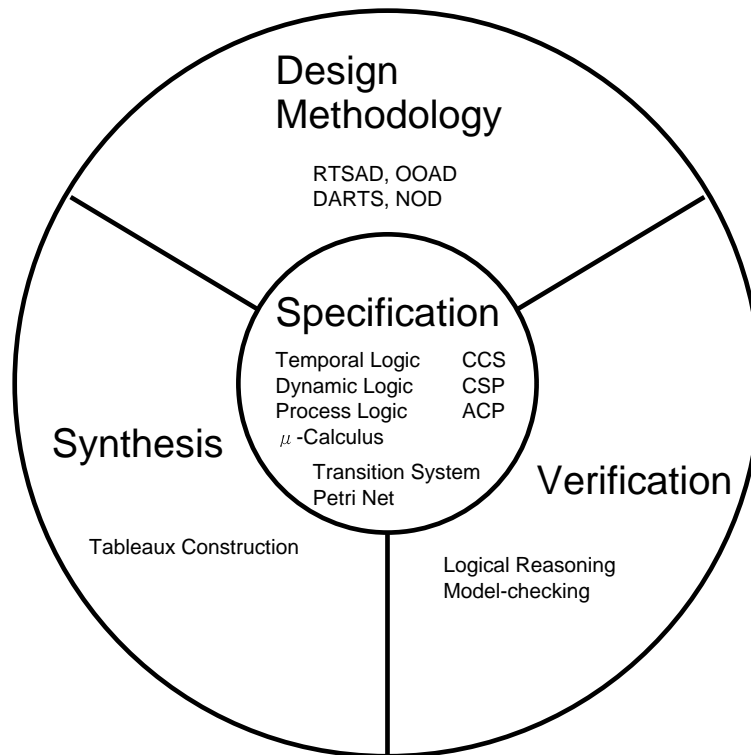 Design
Methodology
RTSAD, OOAD
DARTS, NOD
Specification
Temporal Logic CCS
Dynamic Logic CSP
Process Logic ACP
μ-Calculus
Transition System
Petri Net
Synthesis
Tableaux Construction
Verification
Logical Reasoning
Model-checking